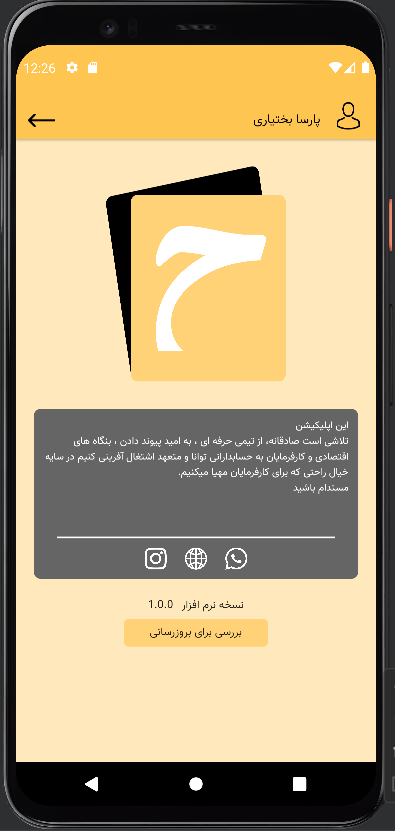 12:26
پارسا بختیاری
ح
این اپلیکیشن
تلاشی است صادقانه، از تیمی حرفه ای ، به امید پیوند دادن ، بنگاه های
اقتصادی و کارفرمایان به حسابدارانی توانا و متعهد اشتغال آفرینی کنیم در سایه
خیال راحتی که برای کارفرمایان مهیا میکنیم.
مستدام باشید
نسخه نرم افزار 1.0.0
بررسی برای بروزرسانی